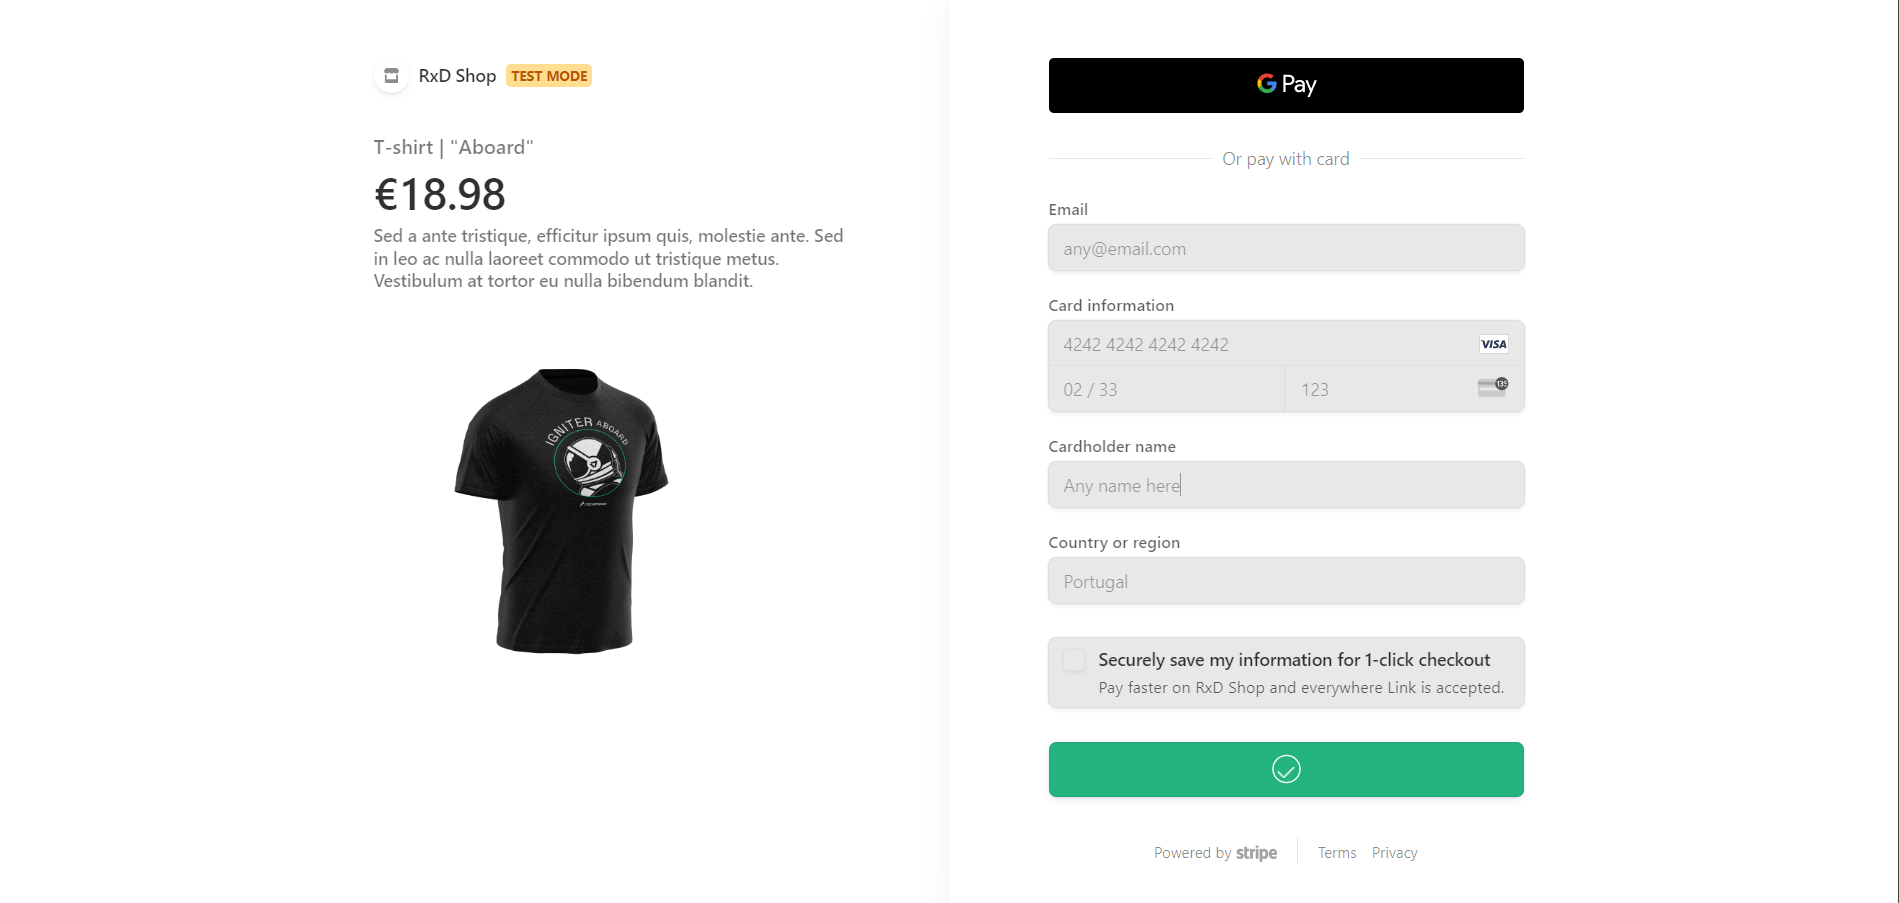 RxD Shop TEST MODE
T-shirt | "Aboard"
€18.98
Sed a ante tristique, efficitur ipsum quis, molestie ante. Sed
in leo ac nulla laoreet commodo ut tristique metus.
Vestibulum at tortor eu nulla bibendum blandit.
IGNITER ABOARD
G Pay
Or pay with card
Email
any@email.com
Card information
4242 4242 4242 4242 VISA
02 / 33 123 135
Cardholder name
Any name here
Country or region
Portugal
Securely save my information for 1-click checkout
Pay faster on RxD Shop and everywhere Link is accepted.
Powered by stripe Terms Privacy